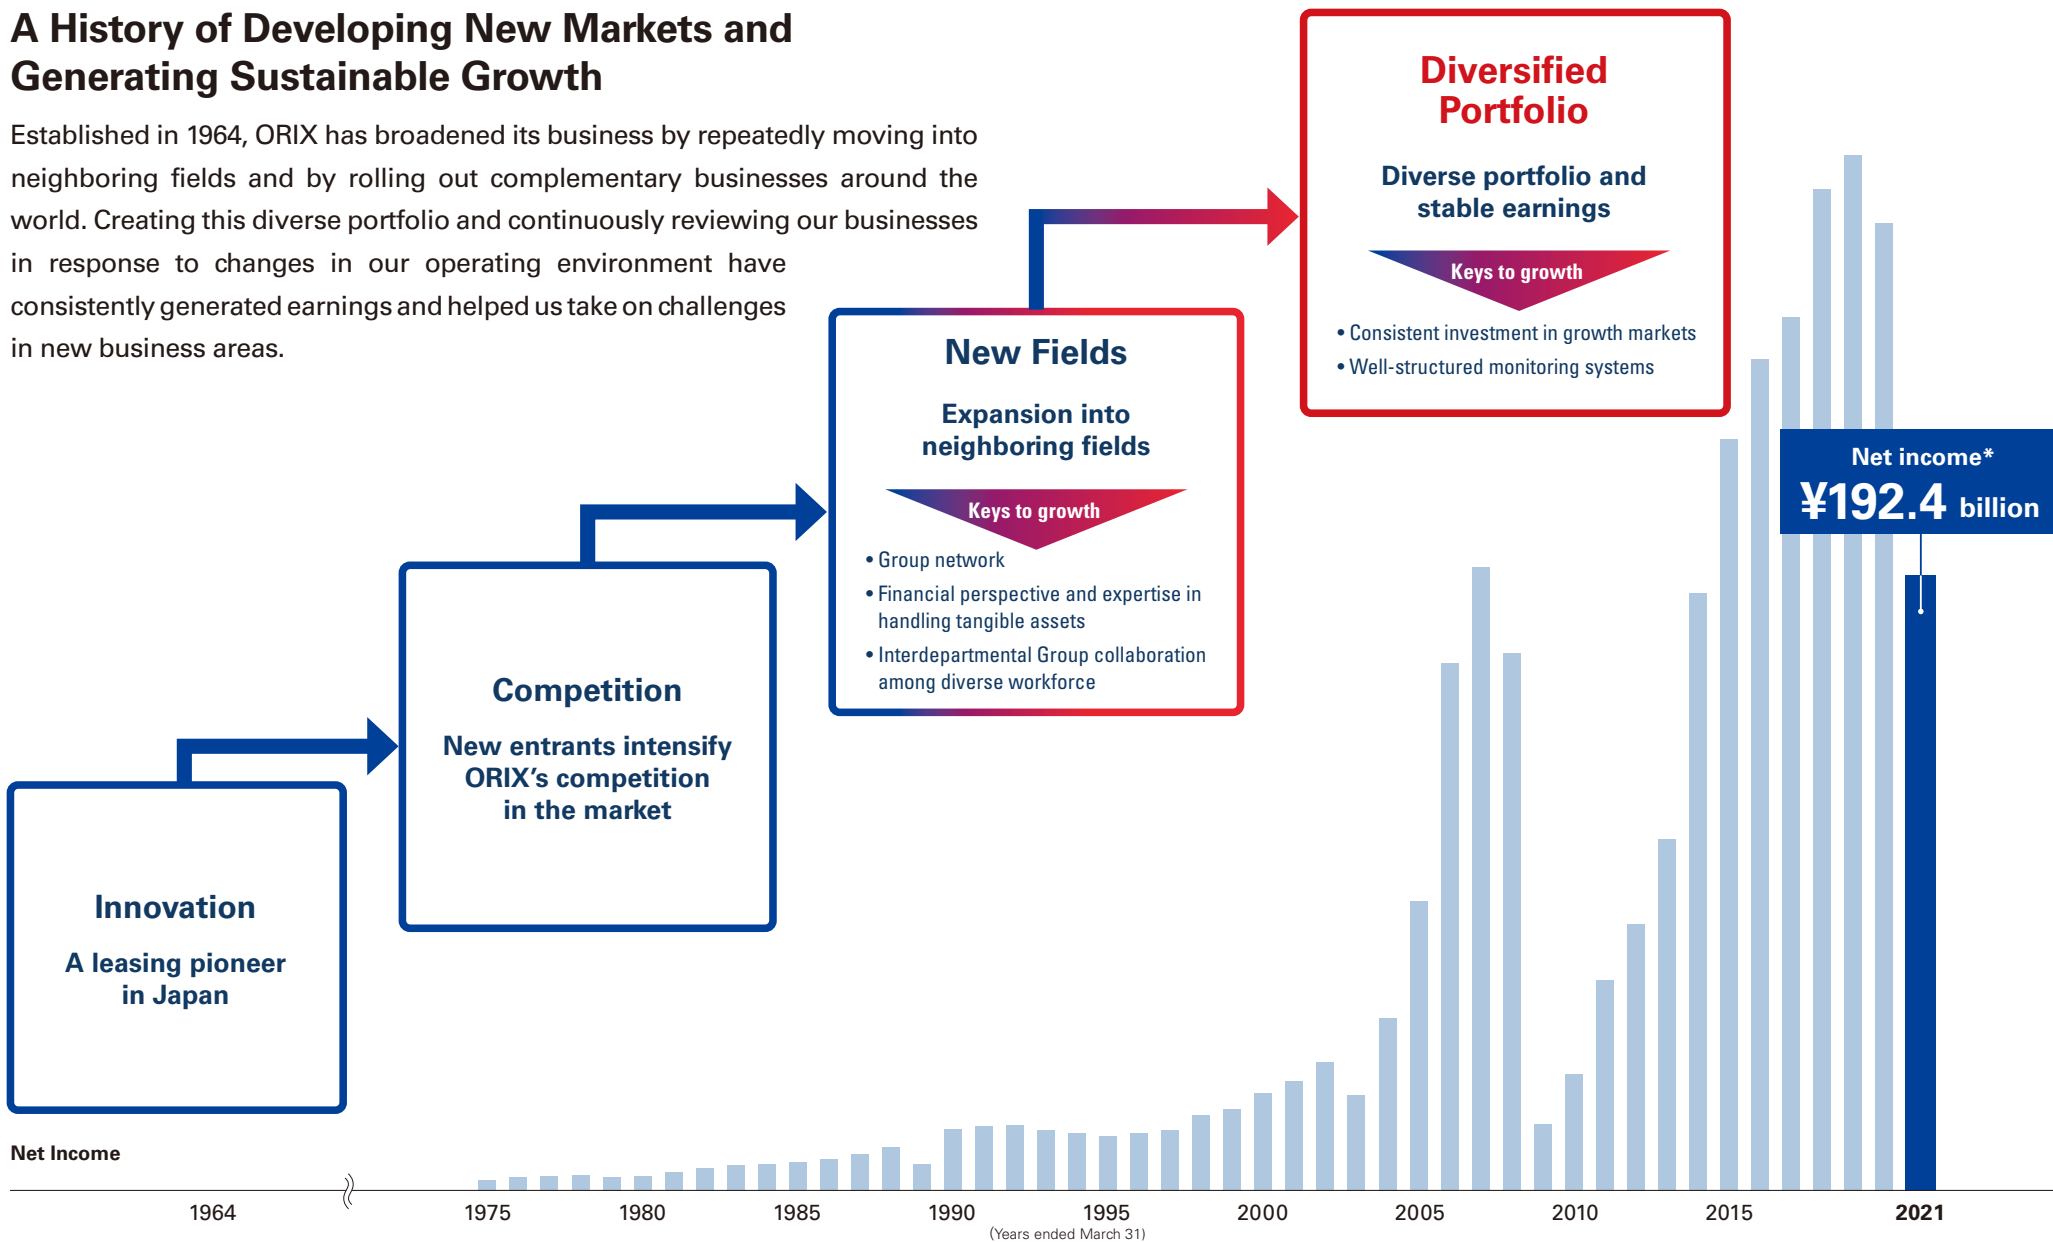 A History of Developing New Markets and
Generating Sustainable Growth
Established in 1964, ORIX has broadened its business by repeatedly moving into
neighboring fields and by rolling out complementary businesses around the
world. Creating this diverse portfolio and continuously reviewing our businesses
in response to changes in our operating environment have
consistently generated earnings and helped us take on challenges
in new business areas.
Innovation
A leasing pioneer
in Japan
Competition
New entrants intensify
ORIX’s competition
in the market
New Fields
Expansion into
neighboring fields
Keys to growth
• Group network
• Financial perspective and expertise in
handling tangible assets
• Interdepartmental Group collaboration
among diverse workforce
Diversified
Portfolio
Diverse portfolio and
stable earnings
Keys to growth
• Consistent investment in growth markets
• Well-structured monitoring systems
Net income*
¥192.4 billion
Net Income
1964 1975 1980 1985 1990 1995 2000 2005 2010 2015 2021
(Years ended March 31)